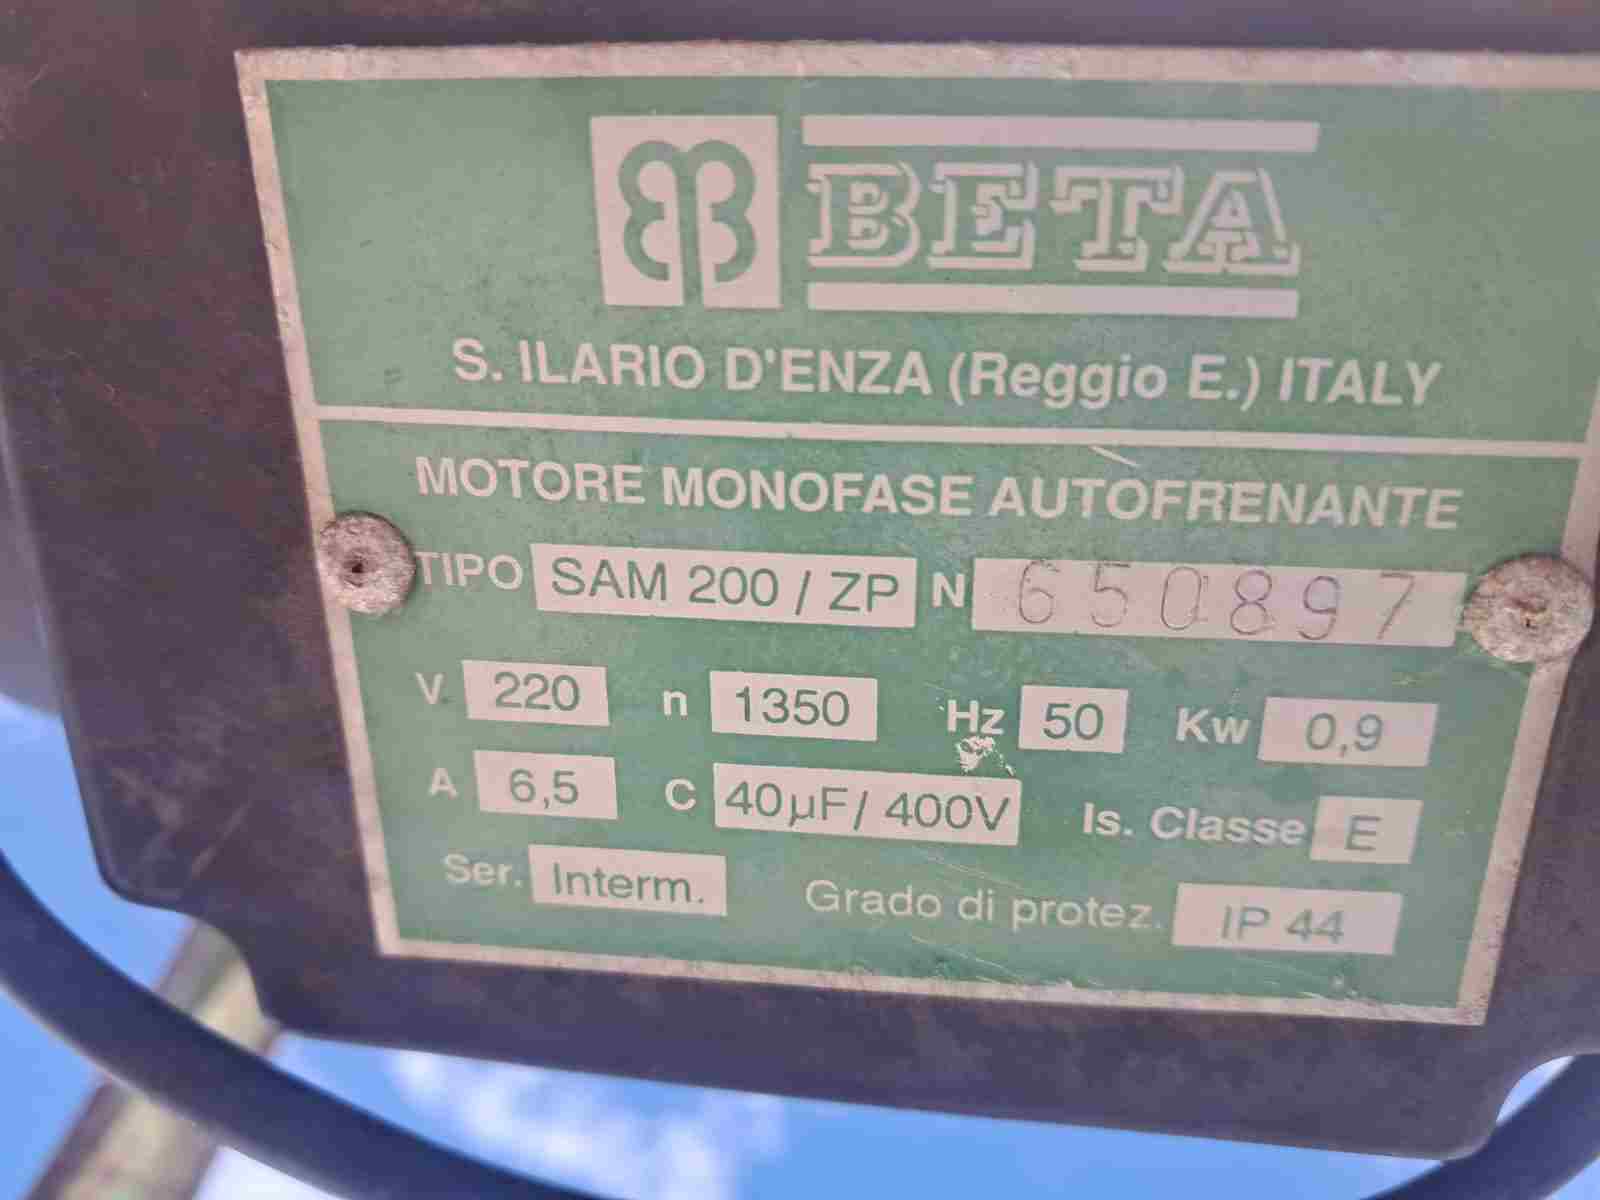 BETA
S. ILARIO D'ENZA (Reggio E.) ITALY
MOTORE MONOFASE AUTOFRENANTE
TIPO SAM 200 / ZP N 650897
V 220 n 1350 Hz 50 Kw 0,9
A 6,5 C 40µF/ 400V Is. Classe E
Ser. Interm. Grado di protez. IP 44